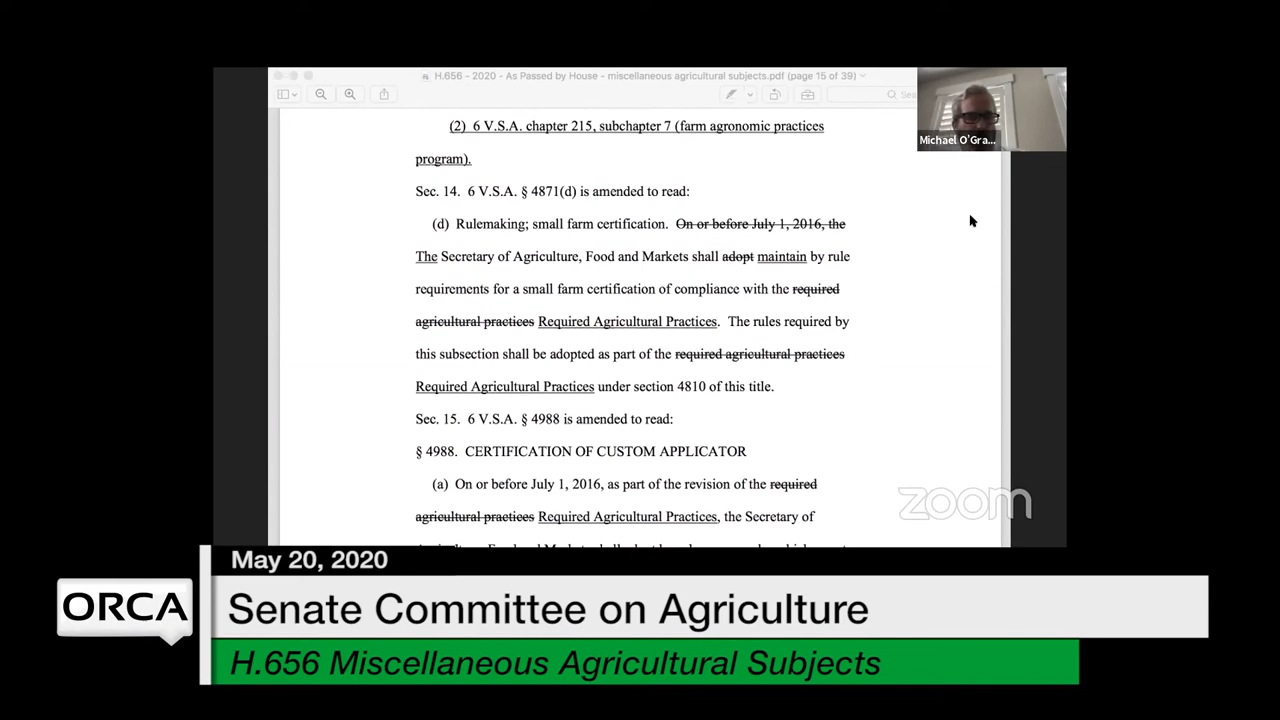 H.656 - 2020 - As Passed by House - miscellaneous agricultural subjects.pdf (page 15 of 39)
Sea
Michael O'Gra...
(2) 6 V.S.A. chapter 215, subchapter 7 (farm agronomic practices
program).
Sec. 14. 6 V.S.A. § 4871(d) is amended to read:
(d) Rulemaking; small farm certification. On or before July 1, 2016, the
The Secretary of Agriculture, Food and Markets shall adopt maintain by rule
requirements for a small farm certification of compliance with the required
agricultural practices Required Agricultural Practices. The rules required by
this subsection shall be adopted as part of the required agricultural practices
Required Agricultural Practices under section 4810 of this title.
Sec. 15. 6 V.S.A. § 4988 is amended to read:
§ 4988. CERTIFICATION OF CUSTOM APPLICATOR
(a) On or before July 1, 2016, as part of the revision of the required
agricultural practices Required Agricultural Practices, the Secretary of
zoom
May 20, 2020
ORCA
Senate Committee on Agriculture
H.656 Miscellaneous Agricultural Subjects